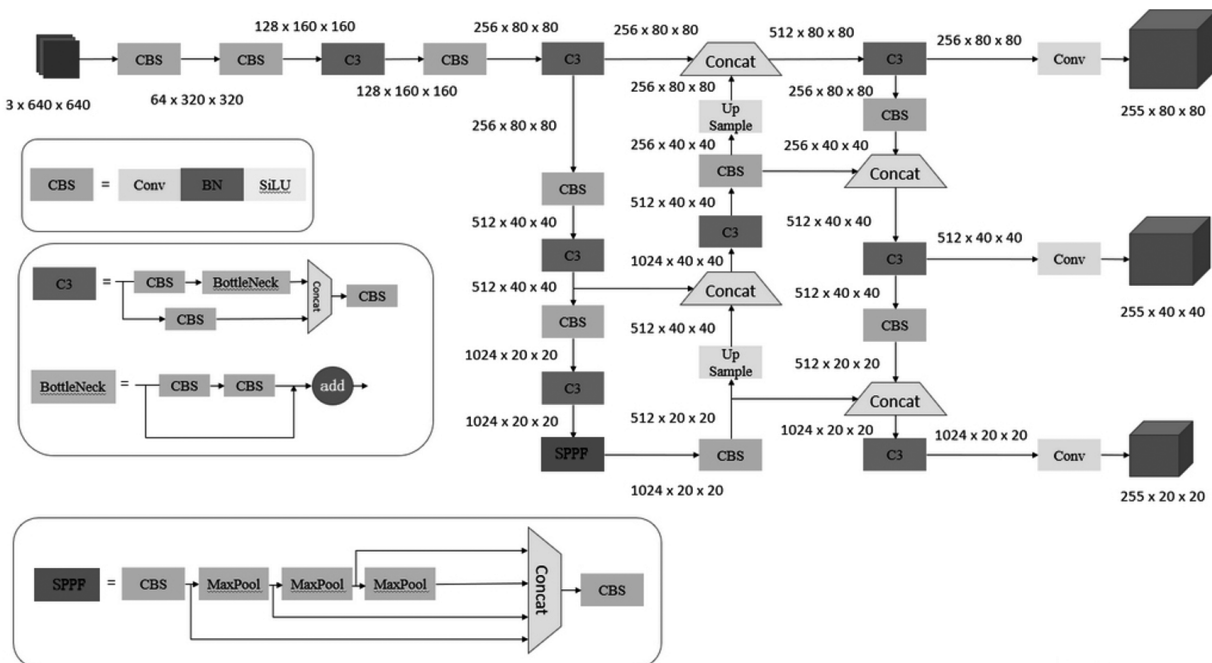 128 x 160 x 160
256 x 80 x 80
256 x 80 x 80
512 x 80 x 80
256 x 80 x 80
CBS
CBS
C3
CBS
C3
Concat
C3
Conv
3 x 640 x 640
64 x 320 x 320
128 x 160 x 160
256 x 80 x 80
256 x 80 x 80
255 x 80 x 80
256 x 80 x 80
Up
Sample
CBS
256 x 40 x 40
256 x 40 x 40
CBS
CBS
Concat
512 x 40 x 40
512 x 40 x 40
512 x 40 x 40
C3
C3
C3
512 x 40 x 40
Conv
1024 x 40 x 40
512 x 40 x 40
Concat
512 x 40 x 40
255 x 40 x 40
CBS
512 x 40 x 40
CBS
1024 x 20 x 20
Up
Sample
512 x 20 x 20
C3
Concat
1024 x 20 x 20
512 x 20 x 20
1024 x 20 x 20
1024 x 20 x 20
SPPF
CBS
C3
Conv
1024 x 20 x 20
255 x 20 x 20
CBS
=
Conv
BN
SiLU
C3
=
CBS
BottleNeck
Concat
CBS
CBS
BottleNeck
=
CBS
CBS
add
SPPF
=
CBS
MaxPool
MaxPool
MaxPool
Concat
CBS